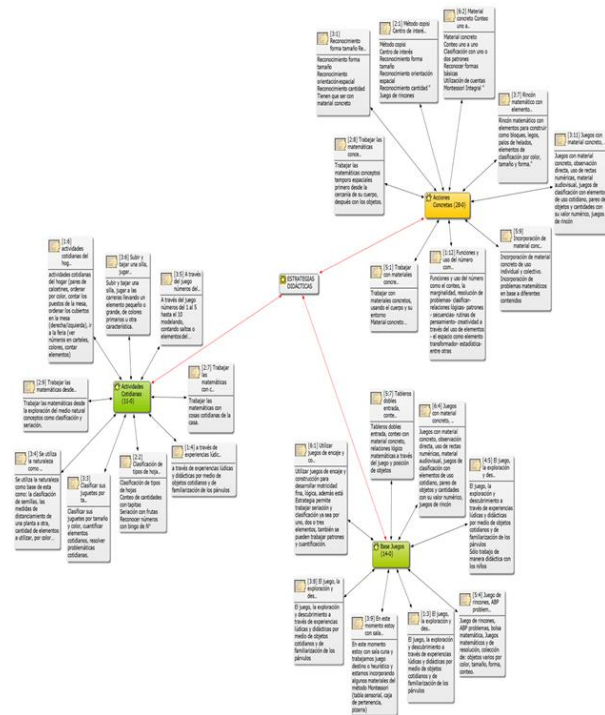 [3:1]
Reconocimiento
forma tamaño Re...
Reconocimiento forma
tamaño
Reconocimiento
orientación espacial
Reconocimiento cantidad
Tienen que ser con
material concreto
[2:1] Método copisi
Centro de interé..
Método copisi
Centro de interés
Reconocimiento forma
tamaño
Reconocimiento orientación
espacial
Reconocimiento cantidad"
Juego de rincones
[6:2] Material
concreto Conteo
uno a..
Material concreto
Conteo uno a uno
Clasificación con uno o
dos patrones
Reconocer formas
básicas
Utilización de cuentas
Montessori Integral "
[3:7] Rincón
matemático con
elemento..
Rincón matemático con
elementos para construir
como bloques, legos,
palos de helados,
elementos de
clasificación por color,
tamaño y forma."
[3:11] Juegos con
material concreto, ..
Juegos con material
concreto, observación
directa, uso de rectas
numéricas, material
audiovisual, juegos de
clasificación con elementos
de uso cotidiano, pares de
objetos y cantidades con
su valor numérico, juegos
de rincón
[2:8] Trabajar las
matemáticas
conce..
Trabajar las
matemáticas conceptos
temporo espaciales
primero desde la
cercanía de su cuerpo,
después con los objetos.
Acciones
Concretas {20-0}
[5:9]
Incorporación de
material conc..
Incorporación de material
concreto de uso
individual y colectivo.
Incorporación de
problemas matemáticos
en base a diferentes
contenidos
[5:1] Trabajar con
materiales
concre..
Trabajar con
materiales concretos,
usando el cuerpo y su
entorno
Material concreto .
[1:12] Funciones y
uso del número
com..
Funciones y uso del número
como el conteo, la
marginalidad, resolución de
problemas- clasificar-
relaciones lógicas- patrones
- secuencias- rutinas de
pensamiento- creatividad a
través del uso de elementos -
el espacio como elemento
transformador- estadística-
entre otras
ESTRATEGIAS
DIDÁCTICAS
[1:6]
actividades
cotidianas del
hog..
actividades cotidianas
del hogar (pares de
calcetines, ordenar
por color, contar los
puestos de la mesa,
ordenar los cubiertos
en la mesa
(derecha/izquierda), ir
a la feria (ver
números en carteles,
colores, contar
elementos)
[3:6] Subir y
bajar una silla,
jugar..
Subir y bajar una
silla, jugar a las
carreras llevando un
elemento pequeño o
grande, de colores
primarios u otra
característica.
[3:5] A través del
juego números
del..
A través del juego
números del 1 al 5
hasta el 10
modelando,
contando saltos o
elementos del..
[2:9] Trabajar las
matemáticas desde..
Trabajar las matemáticas desde
la exploración del medio natural
conceptos como clasificación y
seriación.
Actividades
Cotidianas
{11-0}
[2:7] Trabajar
las
matemáticas
con c..
Trabajar las
matemáticas con
cosas cotidianas de la
casa.
[3:4] Se utiliza
la naturaleza
como ..
Se utiliza la naturaleza
como base de esta
como: la clasificación
de semillas, las
medidas de
distanciamiento de
una planta a otra,
cantidad de elementos
a utilizar, por color .
[3:3]
Clasificar sus
juguetes por
ta..
Clasificar sus
juguetes por tamaño y
color, cuantificar
elementos
cotidianos, resolver
problemáticas
cotidianas.
[2:2]
Clasificación de
tipos de hoja..
Clasificación de tipos
de hojas
Conteo de cantidades
con tapitas
Seriación con frutas
Reconocer números
con bingo de N°
[1:4] a través de
experiencias
lúdic..
a través de experiencias lúdicas
y didácticas por medio de
objetos cotidianos y de
familiarización de los párvulos
[5:7] Tableros
dobles
entrada, conte..
Tableros dobles
entrada, conteo con
material concreto,
relaciones lógico
matemáticas a través
del juego y posición de
objetos
[6:4] Juegos con
material
concreto, ..
Juegos con material
concreto, observación
directa, uso de rectas
numéricas, material
audiovisual, juegos de
clasificación con
elementos de uso
cotidiano, pares de
objetos y cantidades
con su valor numérico,
juegos de rincón
[6:1] Utilizar
juegos de encaje y
co..
Utilizar juegos de encaje y
construcción para
desarrollar motricidad
fina, lógica, además está
Estrategia permite
trabajar seriación y
clasificación ya sea por
uno, dos o tres
elementos, también se
pueden trabajar patrones
y cuantificación.
[4:5] El juego, la
exploración y des..
El juego, la
exploración y
descubrimiento a
través de experiencias
lúdicas y didácticas
por medio de objetos
cotidianos y de
familiarización de los
párvulos
Sólo trabajo de
manera didáctica con
los niños
Base Juegos
{14-0}
[3:8] El juego, la
exploración y
des..
El juego, la exploración
y descubrimiento a
través de experiencias
lúdicas y didácticas por
medio de objetos
cotidianos y de
familiarización de los
párvulos
[3:9] En este
momento estoy
con sala..
En este momento
estoy con sala cuna y
trabajamos juego
destino o heurístico y
estamos incorporando
algunos materiales del
método Montessori
(tabla sensorial, caja
de pertenencia,
pizarra)
[1:3] El juego,
la exploración y
des..
El juego, la exploración
y descubrimiento a
través de experiencias
lúdicas y didácticas por
medio de objetos
cotidianos y de
familiarización de los
párvulos
[5:4] Juego de
rincones, ABP
problem..
Juego de rincones,
ABP problemas, bolsa
matemática, Juegos
matemáticos y de
resolución, colección
de: objetos varios por
color, tamaño, forma,
conteo.